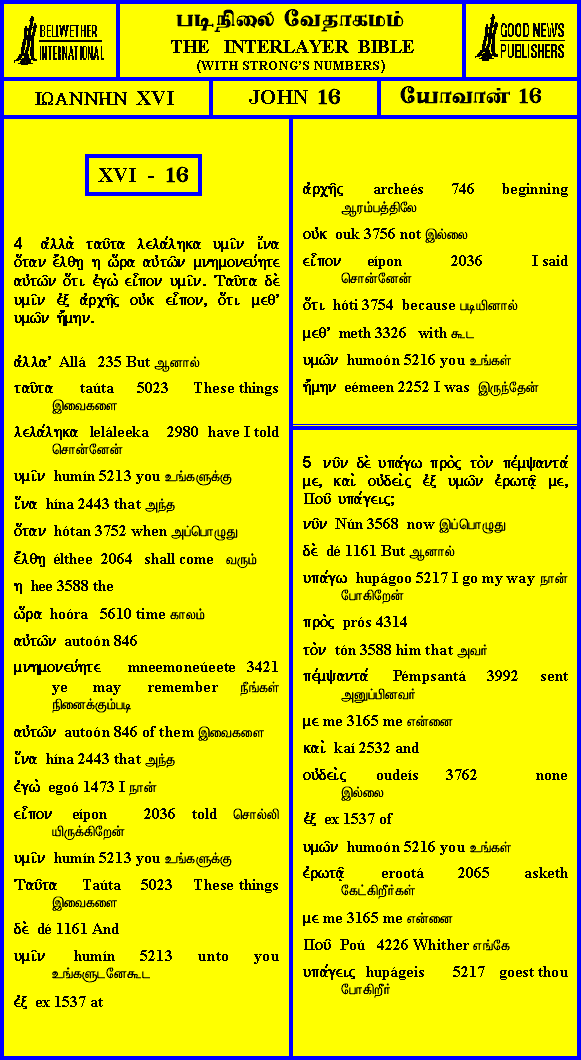 BELLWETHER
INTERNATIONAL
படிநிலை வேதாகமம்
THE INTERLAYER BIBLE
(WITH STRONG'S NUMBERS)
GOOD NEWS
PUBLISHERS
ΙΩΑΝΝΗΝ XVI
JOHN 16
யோவான் 16
XVI - 16
4 ἀλλὰ ταῦτα λελάληκα υμῖν ἵνα
ὅταν ἔλθη η ὥρα αὐτῶν μνημονεύητε
αὐτῶν ὅτι ἐγὼ εἶπον υμῖν. Ταῦτα δὲ
υμῖν ἐξ ἀρχῆς οὐκ εἶπον, ὅτι μεθ'
υμῶν ἤμην.
ἀλλα' Allá 235 But ஆனால்
ταῦτα taúta 5023 These things
இவைகளை
λελάληκα leláleeka 2980 have I told
சொன்னேன்
υμῖν humín 5213 you உங்களுக்கு
ἵνα hína 2443 that அந்த
ὅταν hótan 3752 when அப்பொழுது
ἔλθη élthee 2064 shall come வரும்
η hee 3588 the
ὥρα hoóra 5610 time காலம்
αὐτῶν autoón 846
μνημονεύητε mneemoneúeete 3421
ye may remember நீங்கள்
நினைக்கும்படி
αὐτῶν autoón 846 of them இவைகளை
ἵνα hína 2443 that அந்த
ἐγὼ egoó 1473 I நான்
εἶπον eípon 2036 told சொல்லி
யிருக்கிறேன்
υμῖν humín 5213 you உங்களுக்கு
Ταῦτα Taúta 5023 These things
இவைகளை
δὲ dé 1161 And
υμῖν humín 5213 unto you
உங்களுடனேகூட
ἐξ ex 1537 at
ἀρχῆς archeés 746 beginning
ஆரம்பத்திலே
οὐκ ouk 3756 not இல்லை
εἶπον eípon 2036 I said
சொன்னேன்
ὅτι hóti 3754 because படியினால்
μεθ' meth 3326 with கூட
υμῶν humoón 5216 you உங்கள்
ἤμην eémeen 2252 I was இருந்தேன்
5 νῦν δὲ υπάγω πρὸς τὸν πέμψαντά
με, καὶ οὐδεὶς ἐξ υμῶν ἐρωτᾷ με,
Ποῦ υπάγεις;
νῦν Nún 3568 now இப்பொழுது
δὲ dé 1161 But ஆனால்
υπάγω hupágoo 5217 I go my way நான்
போகிறேன்
πρὸς prós 4314
τὸν tón 3588 him that அவர்
πέμψαντά Pémpsantá 3992 sent
அனுப்பினவர்
με me 3165 me என்னை
καὶ kaí 2532 and
οὐδεὶς oudeís 3762 none
இல்லை
ἐξ ex 1537 of
υμῶν humoón 5216 you உங்கள்
ἐρωτᾷ erootá 2065 asketh
கேட்கிறீர்கள்
με me 3165 me என்னை
Ποῦ Poú 4226 Whither எங்கே
υπάγεις hupágeis 5217 goest thou
போகிறீர்